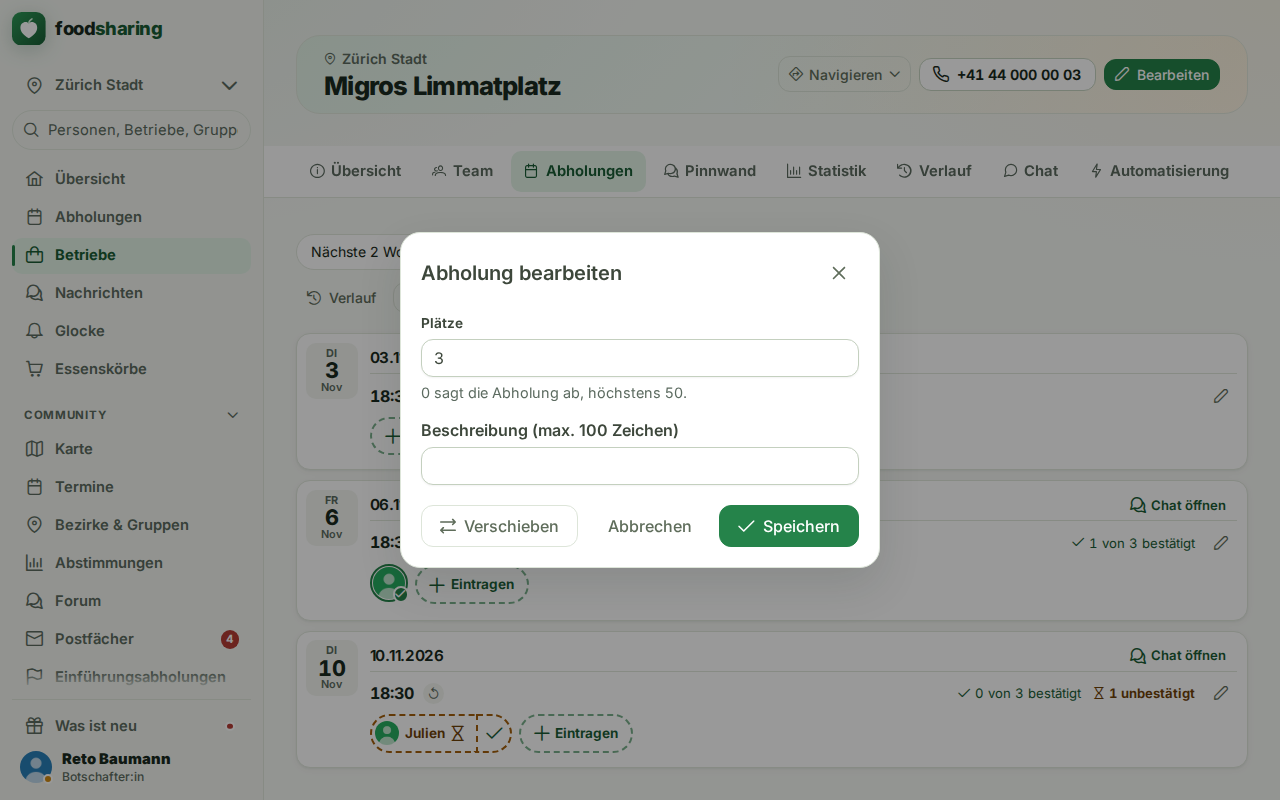 foodsharing
Zürich Stadt
Personen, Betriebe, Grupp
Übersicht
Abholungen
Betriebe
Nachrichten
Glocke
Essenskörbe
COMMUNITY
Karte
Termine
Bezirke & Gruppen
Abstimmungen
Forum
Postfächer 4
Einführungsabholungen
Was ist neu
Reto Baumann
Botschafter:in
Zürich Stadt
Migros Limmatplatz
Navigieren
+41 44 000 00 03
Bearbeiten
Übersicht Team Abholungen Pinnwand Statistik Verlauf Chat Automatisierung
Nächste 2 Wo
Verlauf
DI
3
Nov
03.1
18:3
Abholung bearbeiten
Plätze
3
0 sagt die Abholung ab, höchstens 50.
Beschreibung (max. 100 Zeichen)
Verschieben Abbrechen Speichern
FR
6
Nov
06.1
Chat öffnen
18:3
1 von 3 bestätigt
Eintragen
DI
10
Nov
10.11.2026
Chat öffnen
18:30
0 von 3 bestätigt 1 unbestätigt
Julien
Eintragen